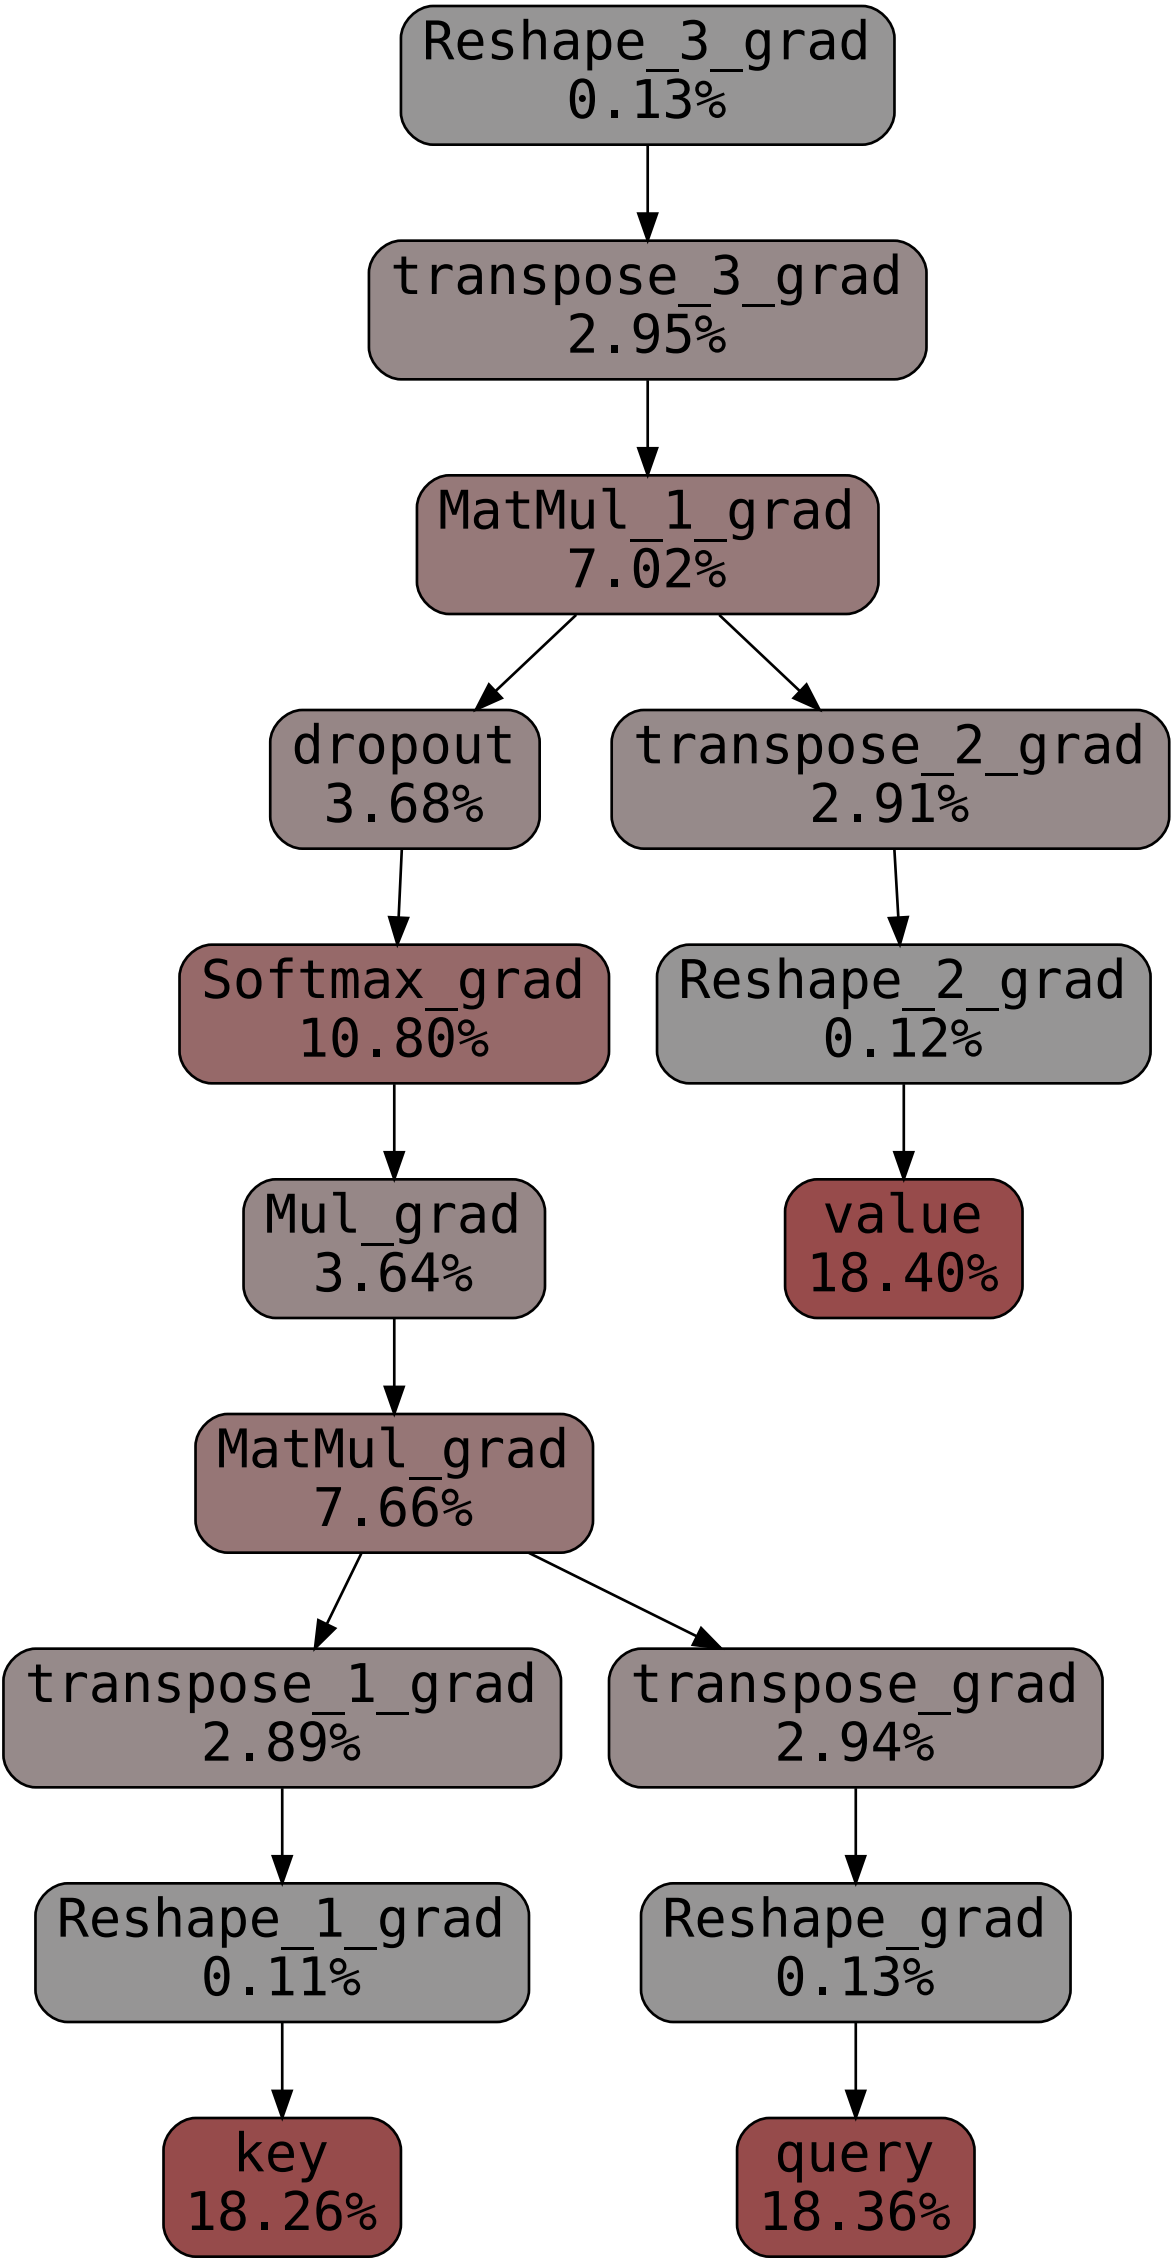 Reshape_3_grad
0.13%
transpose_3_grad
2.95%
MatMul_1_grad
7.02%
dropout
3.68%
transpose_2_grad
2.91%
Softmax_grad
10.80%
Reshape_2_grad
0.12%
Mul_grad
3.64%
value
18.40%
MatMul_grad
7.66%
transpose_1_grad
2.89%
transpose_grad
2.94%
Reshape_1_grad
0.11%
Reshape_grad
0.13%
key
18.26%
query
18.36%